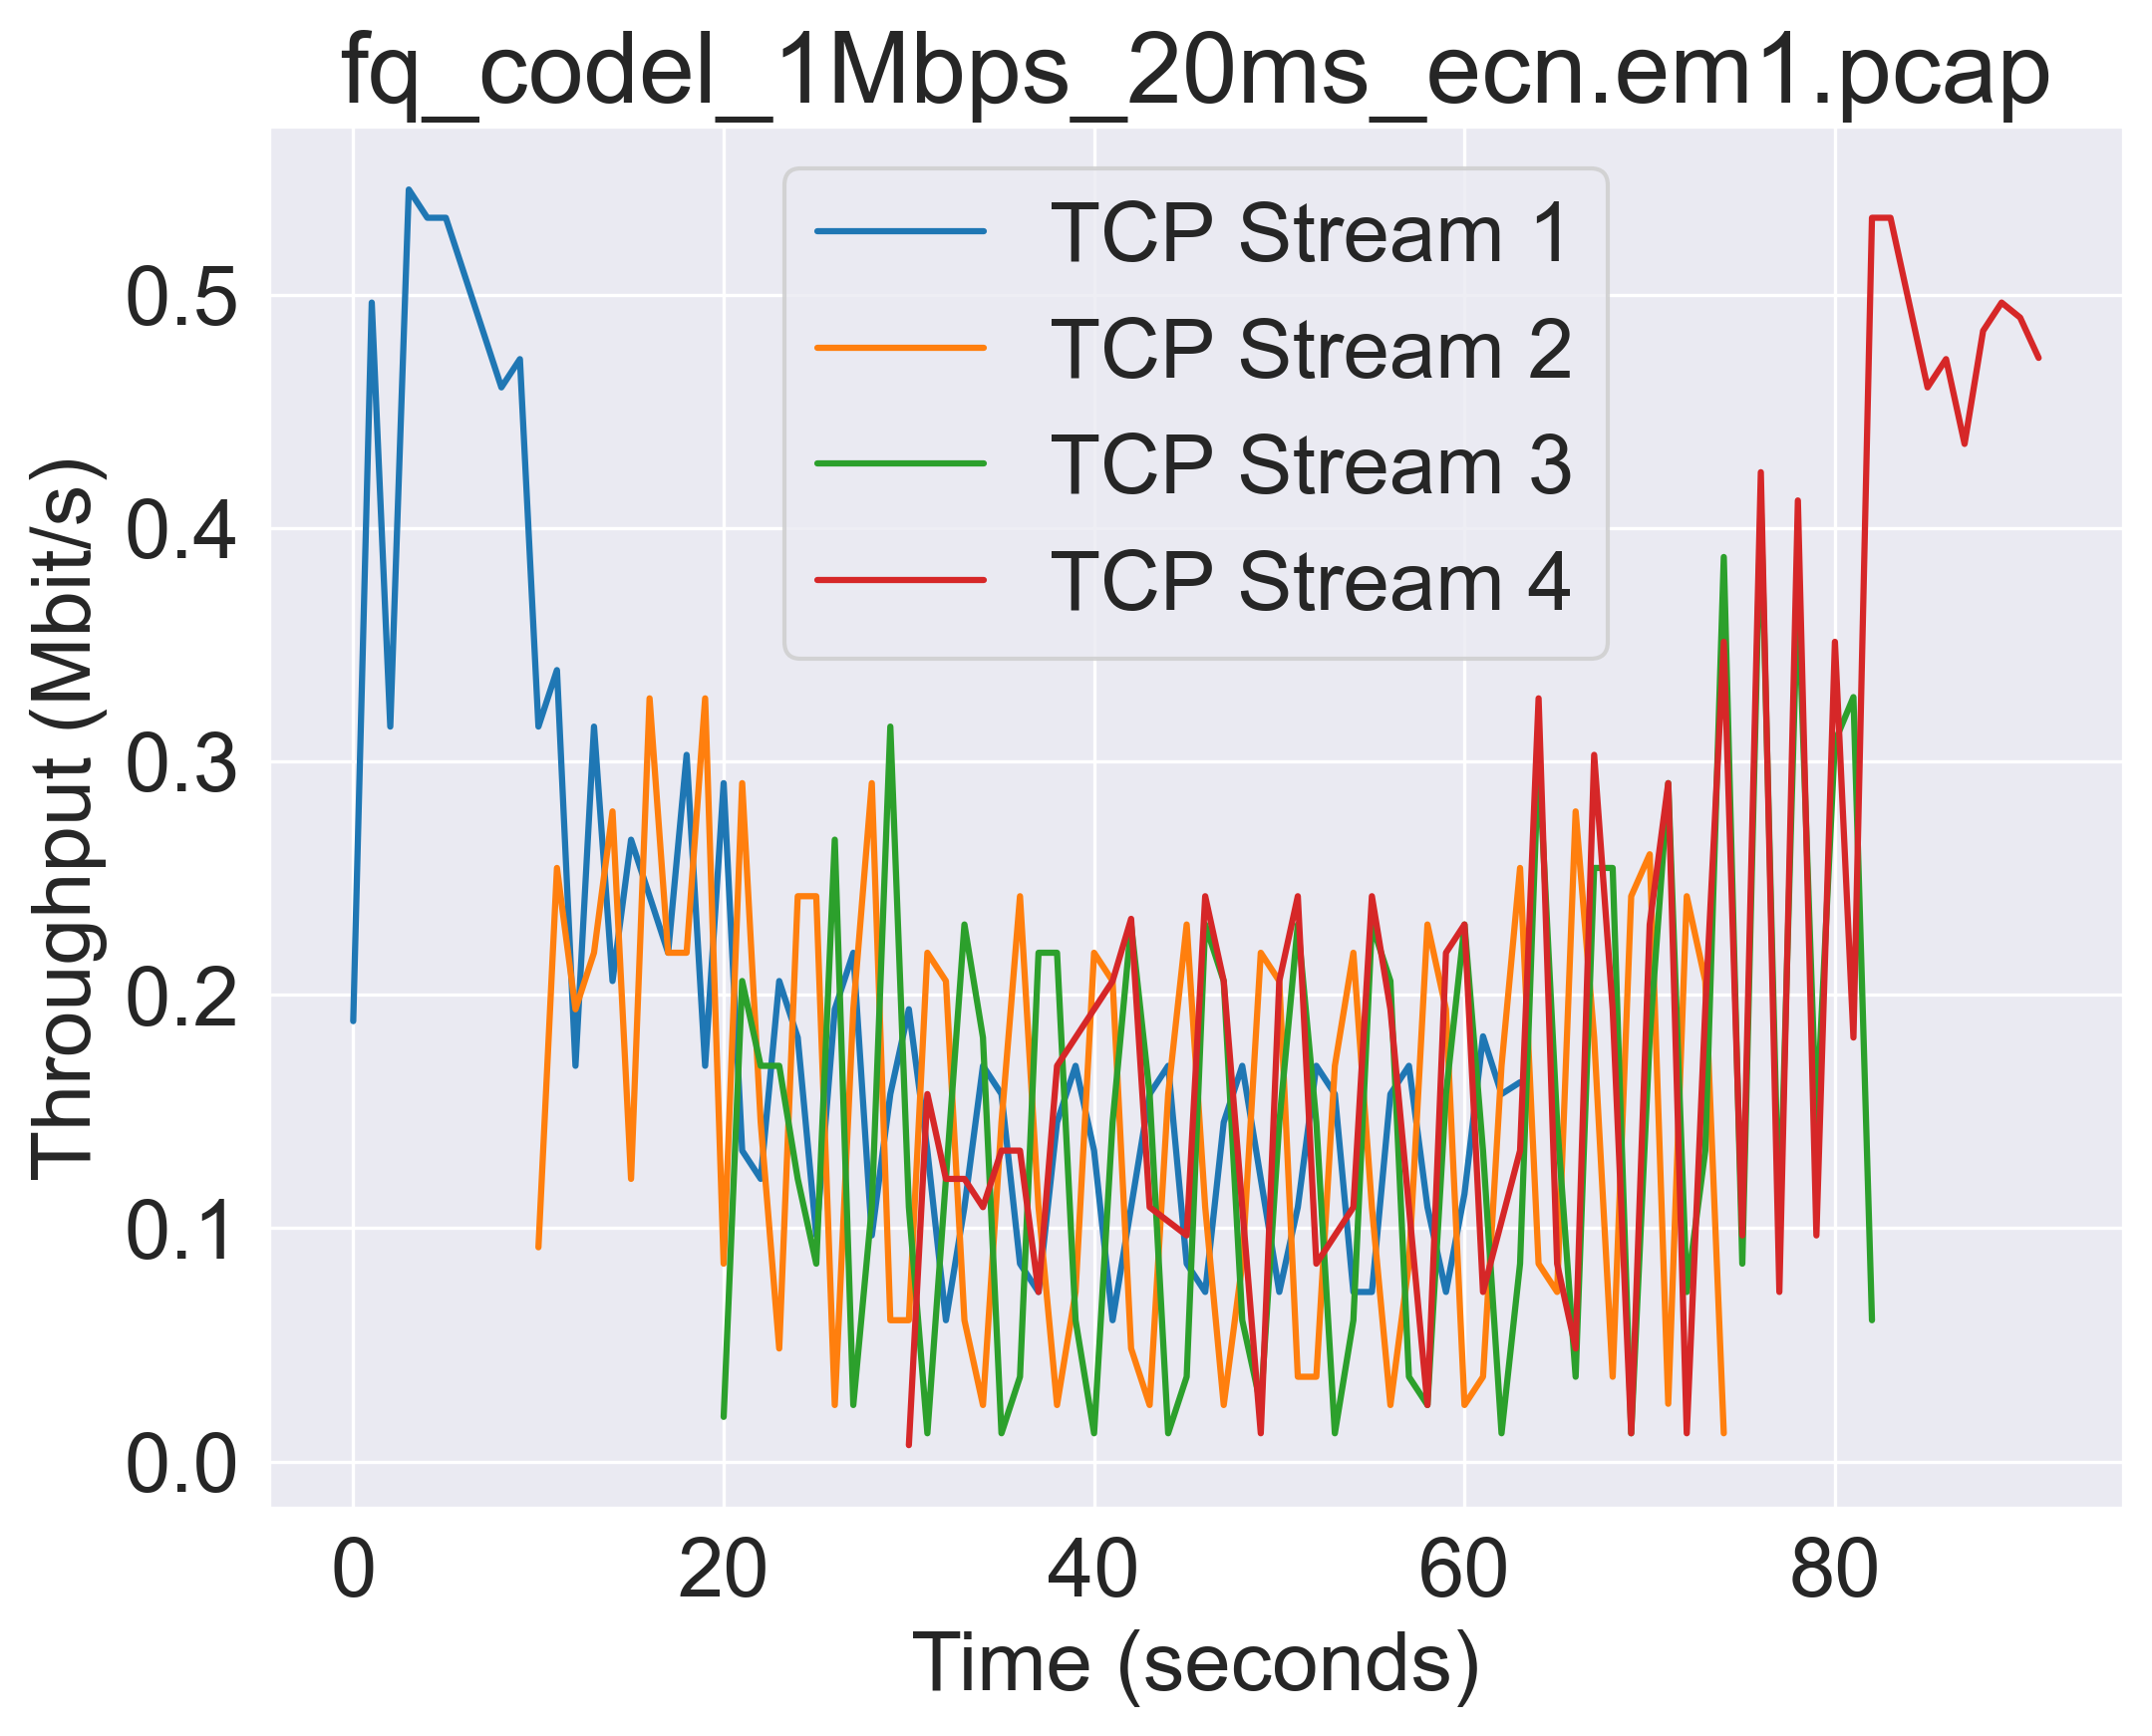 fq_codel_1Mbps_20ms_ecn.em1.pcap
TCP Stream 1
TCP Stream 2
TCP Stream 3
TCP Stream 4
Throughput (Mbit/s)
0.5
0.4
0.3
0.2
0.1
0.0
0 20 40 60 80
Time (seconds)